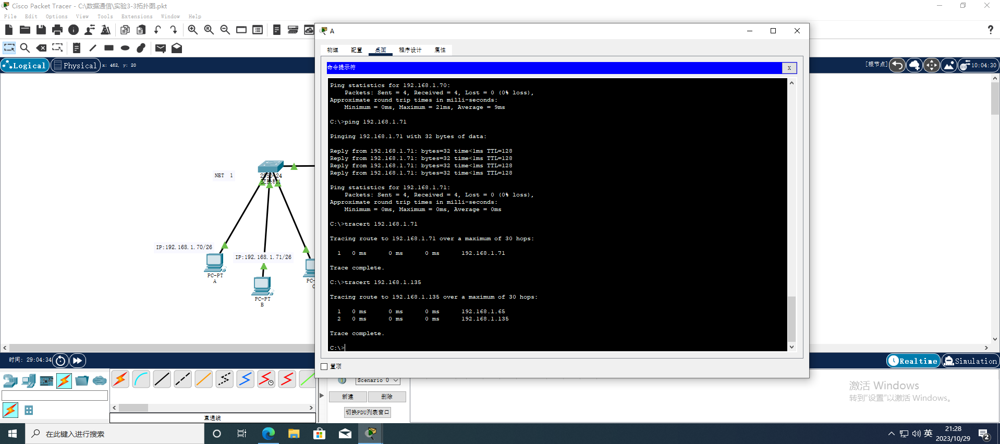 Cisco Packet Tracer - C:\数据通信\实验3-3拓扑图.pkt
File Edit Options View Tools Extensions Window Help
A
物理 配置 桌面 程序设计 属性
Logical Physical x: 462, y: 20
[根节点] 10:04:30
命令提示符 X
Ping statistics for 192.168.1.70:
Packets: Sent = 4, Received = 4, Lost = 0 (0% loss),
Approximate round trip times in milli-seconds:
Minimum = 0ms, Maximum = 21ms, Average = 9ms
C:\>ping 192.168.1.71
Pinging 192.168.1.71 with 32 bytes of data:
Reply from 192.168.1.71: bytes=32 time<1ms TTL=128
Reply from 192.168.1.71: bytes=32 time<1ms TTL=128
Reply from 192.168.1.71: bytes=32 time<1ms TTL=128
Reply from 192.168.1.71: bytes=32 time<1ms TTL=128
Ping statistics for 192.168.1.71:
Packets: Sent = 4, Received = 4, Lost = 0 (0% loss),
Approximate round trip times in milli-seconds:
Minimum = 0ms, Maximum = 0ms, Average = 0ms
C:\>tracert 192.168.1.71
Tracing route to 192.168.1.71 over a maximum of 30 hops:
1 0 ms 0 ms 0 ms 192.168.1.71
Trace complete.
C:\>tracert 192.168.1.135
Tracing route to 192.168.1.135 over a maximum of 30 hops:
1 0 ms 0 ms 0 ms 192.168.1.65
2 0 ms 0 ms 0 ms 192.168.1.135
Trace complete.
C:\>
置顶
NET 1
2950-24
交换机1
IP:192.168.1.70/26
IP:192.168.1.71/26
PC-PT
A
PC-PT
B
PC-
时间: 29:04:34
Realtime Simulation
Scenario 0
新建 删除
切换PDU列表窗口
直通线
激活 Windows
转到"设置"以激活 Windows。
在此键入进行搜索
英
21:28
2023/10/29
2